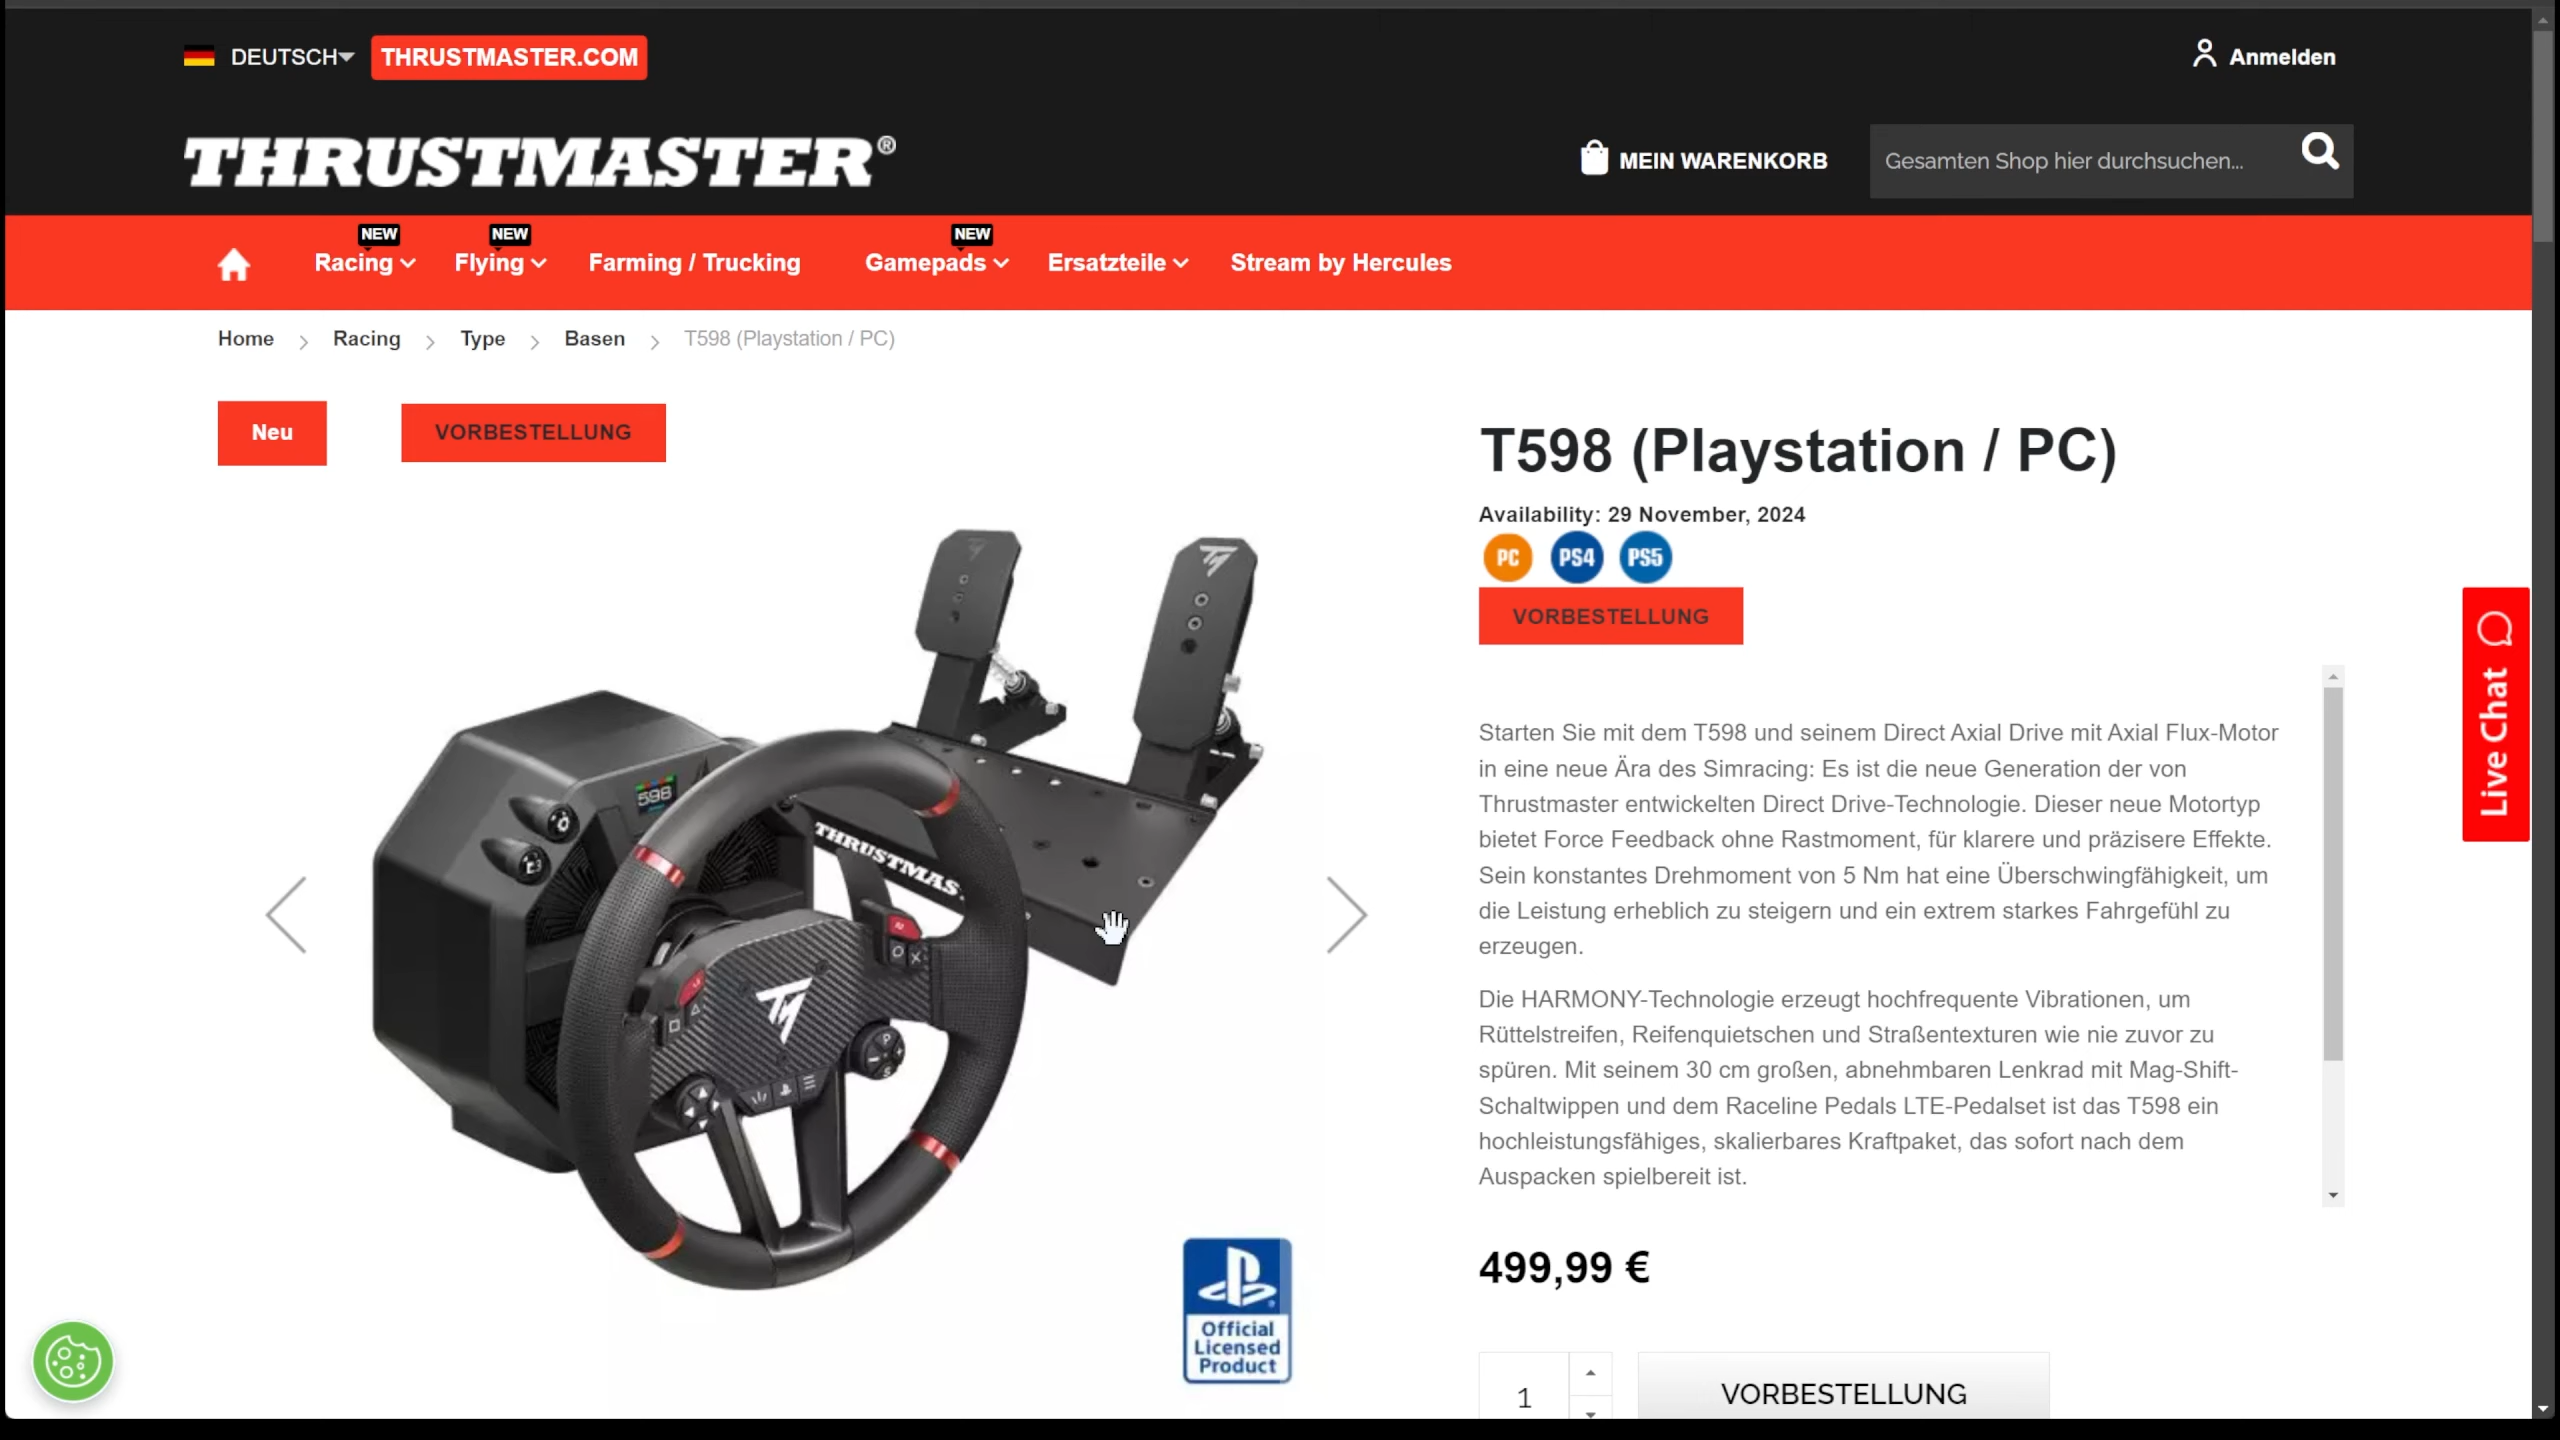 DEUTSCH
THRUSTMASTER.COM
Anmelden
THRUSTMASTER®
MEIN WARENKORB
Gesamten Shop hier durchsuchen...
NEW
NEW
NEW
Racing
Flying
Farming / Trucking
Gamepads
Ersatzteile
Stream by Hercules
Home
Racing
Type
Basen
T598 (Playstation / PC)
Neu
VORBESTELLUNG
T598 (Playstation / PC)
Availability: 29 November, 2024
PC
PS4
PS5
VORBESTELLUNG
Live Chat
Starten Sie mit dem T598 und seinem Direct Axial Drive mit Axial Flux-Motor
in eine neue Ära des Simracing: Es ist die neue Generation der von
Thrustmaster entwickelten Direct Drive-Technologie. Dieser neue Motortyp
bietet Force Feedback ohne Rastmoment, für klarere und präzisere Effekte.
Sein konstantes Drehmoment von 5 Nm hat eine Überschwingfähigkeit, um
die Leistung erheblich zu steigern und ein extrem starkes Fahrgefühl zu
erzeugen.
Die HARMONY-Technologie erzeugt hochfrequente Vibrationen, um
Rüttelstreifen, Reifenquietschen und Straßentexturen wie nie zuvor zu
spüren. Mit seinem 30 cm großen, abnehmbaren Lenkrad mit Mag-Shift-
Schaltwippen und dem Raceline Pedals LTE-Pedalset ist das T598 ein
hochleistungsfähiges, skalierbares Kraftpaket, das sofort nach dem
Auspacken spielbereit ist.
598
THRUSTMAS
P
S
Official
Licensed
Product
499,99 €
1
VORBESTELLUNG